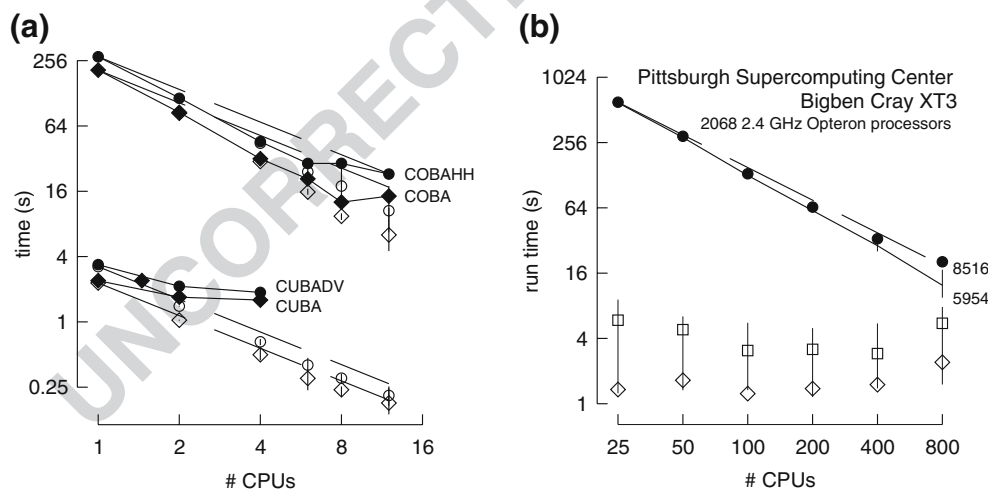 (a)
256
64
16
4
1
0.25
time (s)
1
2
4
8
16
# CPUs
COBAHH
COBA
CUBADV
CUBA
UNCORRECT
(b)
1024
256
64
16
4
1
run time (s)
25
50
100
200
400
800
# CPUs
Pittsburgh Supercomputing Center
Bigben Cray XT3
2068 2.4 GHz Opteron processors
8516
5954